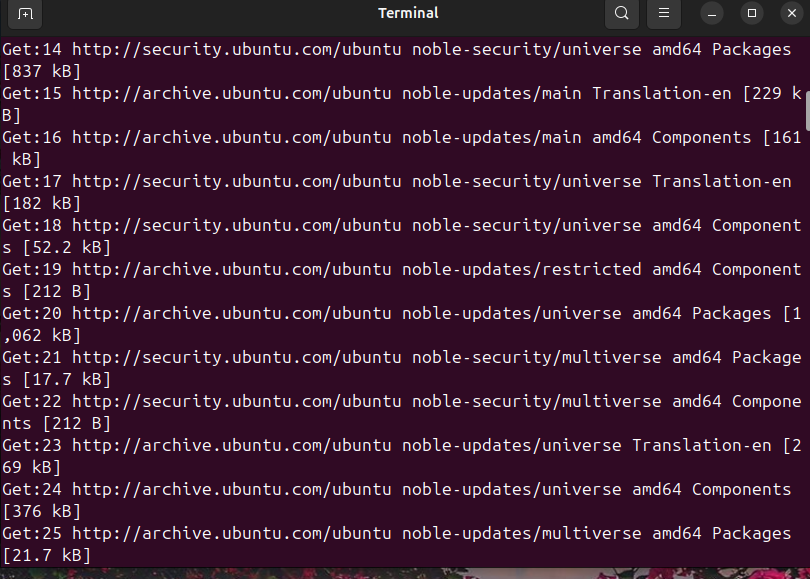 Terminal
Get:14 http://security.ubuntu.com/ubuntu noble-security/universe amd64 Packages
[837 kB]
Get:15 http://archive.ubuntu.com/ubuntu noble-updates/main Translation-en [229 k
B]
Get:16 http://archive.ubuntu.com/ubuntu noble-updates/main amd64 Components [161
 kB]
Get:17 http://security.ubuntu.com/ubuntu noble-security/universe Translation-en
[182 kB]
Get:18 http://security.ubuntu.com/ubuntu noble-security/universe amd64 Component
s [52.2 kB]
Get:19 http://archive.ubuntu.com/ubuntu noble-updates/restricted amd64 Component
s [212 B]
Get:20 http://archive.ubuntu.com/ubuntu noble-updates/universe amd64 Packages [1
,062 kB]
Get:21 http://security.ubuntu.com/ubuntu noble-security/multiverse amd64 Package
s [17.7 kB]
Get:22 http://security.ubuntu.com/ubuntu noble-security/multiverse amd64 Compone
nts [212 B]
Get:23 http://archive.ubuntu.com/ubuntu noble-updates/universe Translation-en [2
69 kB]
Get:24 http://archive.ubuntu.com/ubuntu noble-updates/universe amd64 Components
[376 kB]
Get:25 http://archive.ubuntu.com/ubuntu noble-updates/multiverse amd64 Packages
[21.7 kB]